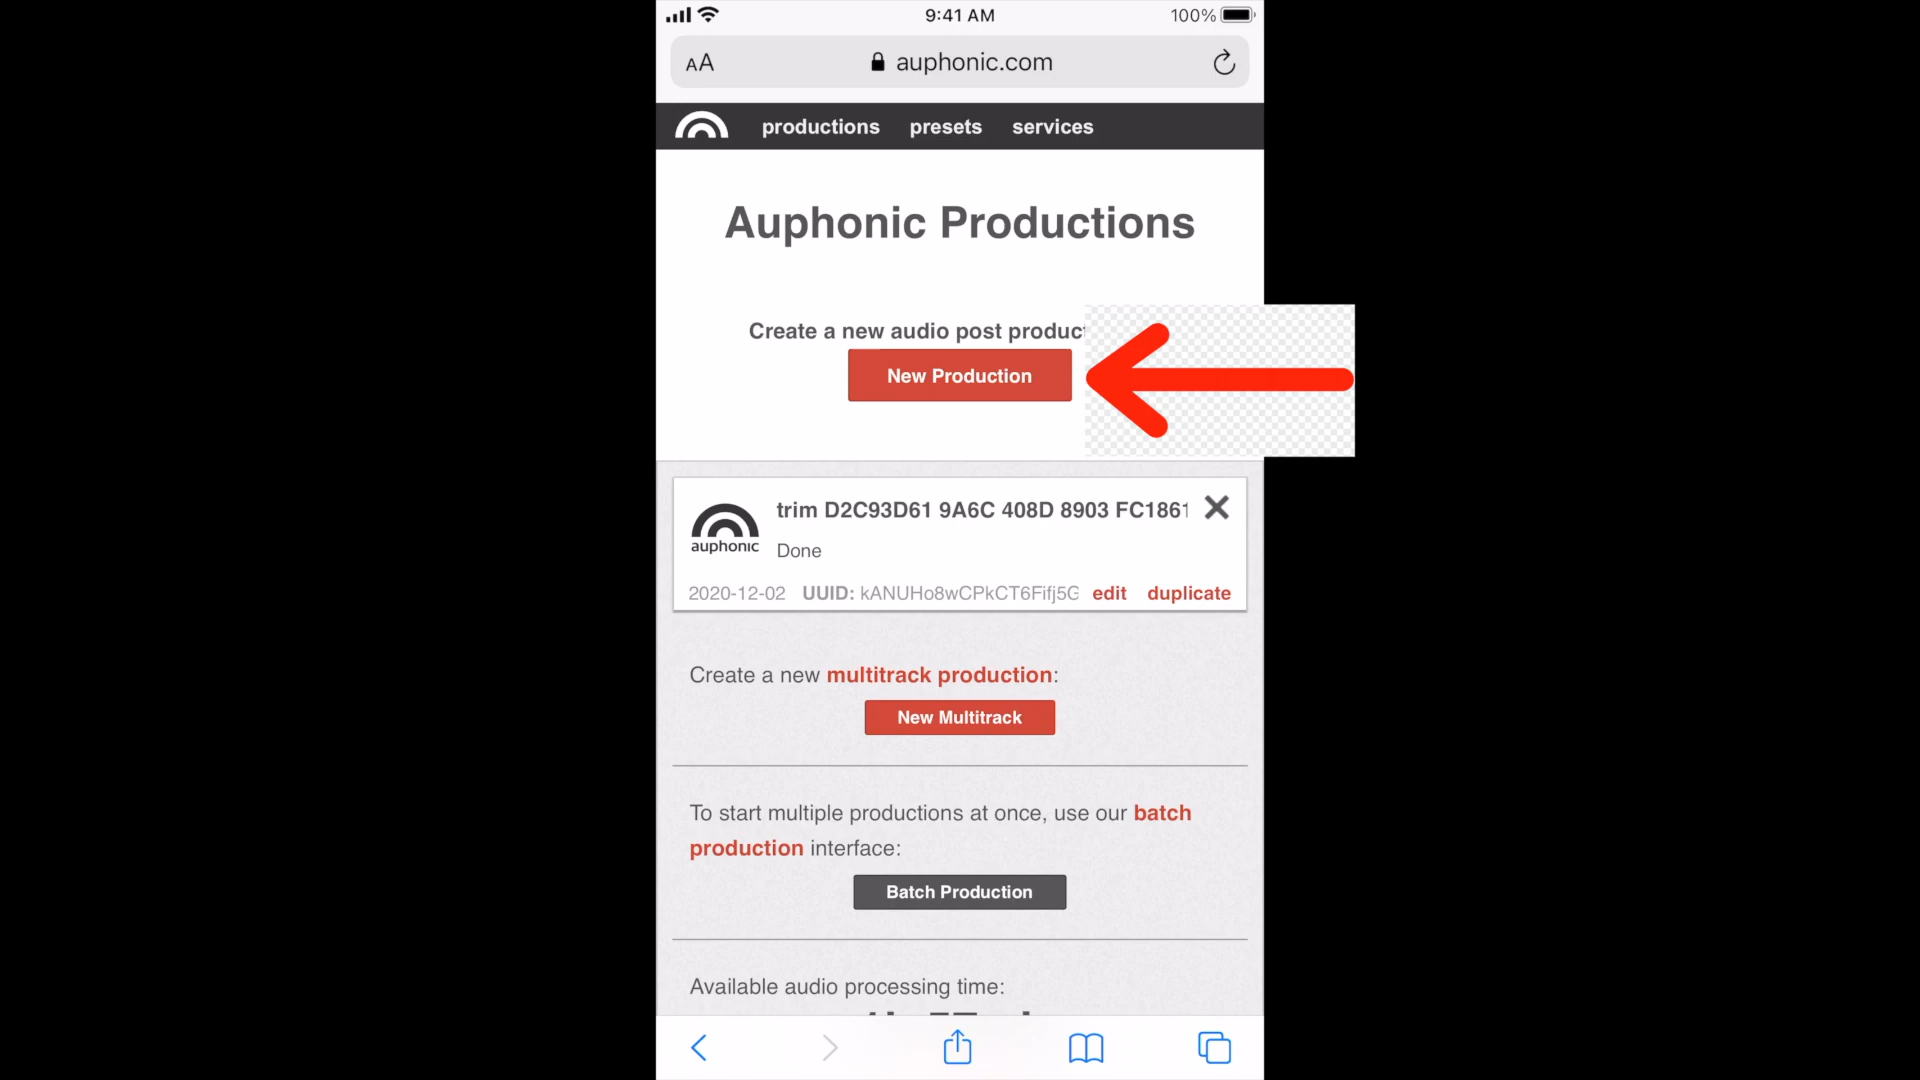 9:41 AM
100%
AA
auphonic.com
productions presets services
Auphonic Productions
Create a new audio post produc
New Production
trim D2C93D61 9A6C 408D 8903 FC1861
auphonic
Done
2020-12-02 UUID: kANUHo8wCPkCT6Fifj5G edit duplicate
Create a new multitrack production:
New Multitrack
To start multiple productions at once, use our batch
production interface:
Batch Production
Available audio processing time: